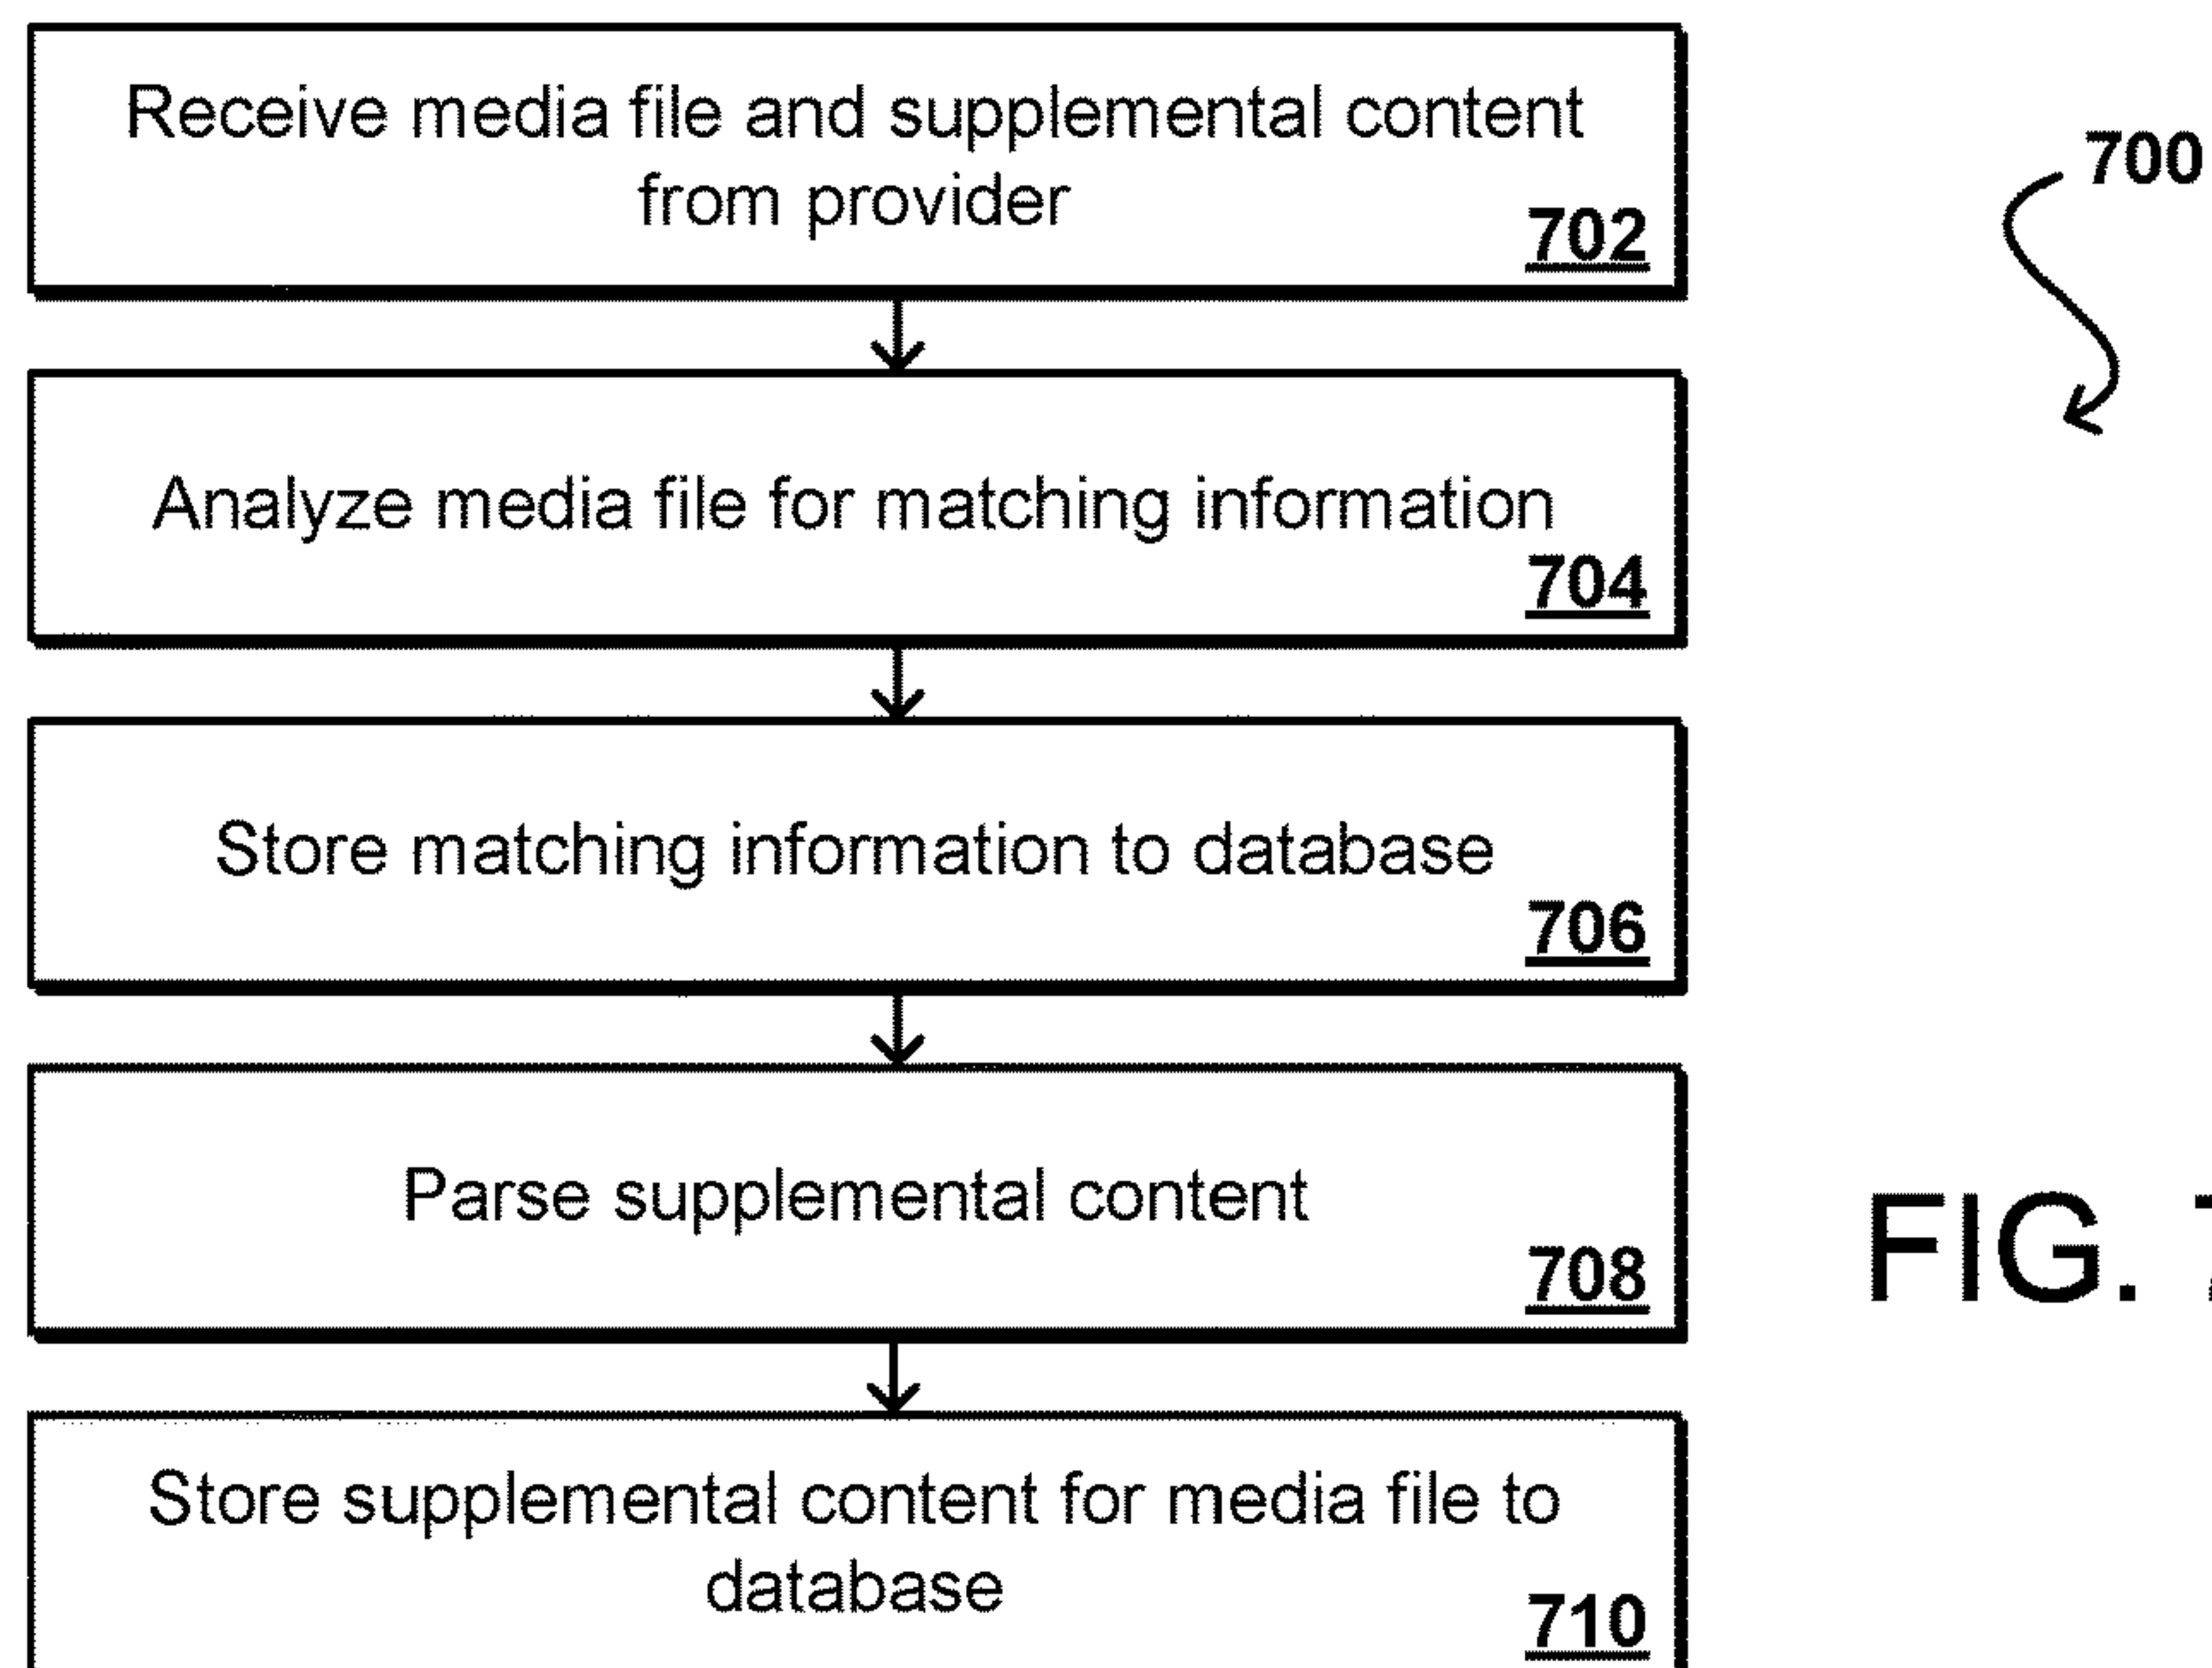 Receive media file and supplemental content
from provider
702
700
Analyze media file for matching information
704
Store matching information to database
706
Parse supplemental content
708
FIG. 7
Store supplemental content for media file to
database
710